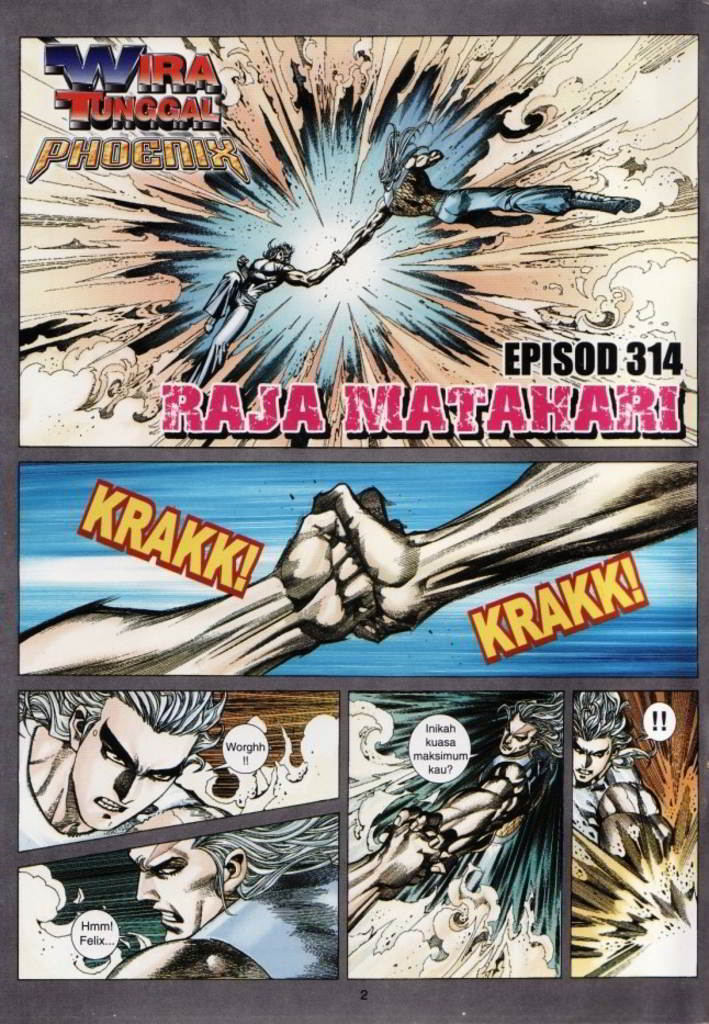 WIRA
TUNGGAL
PHOENIX
EPISOD 314
RAJA MATAHARI
KRAKK!
KRAKK!
Worghh
!!
Hmm!
Felix...
Inikah
kuasa
maksimum
kau?
!!
2